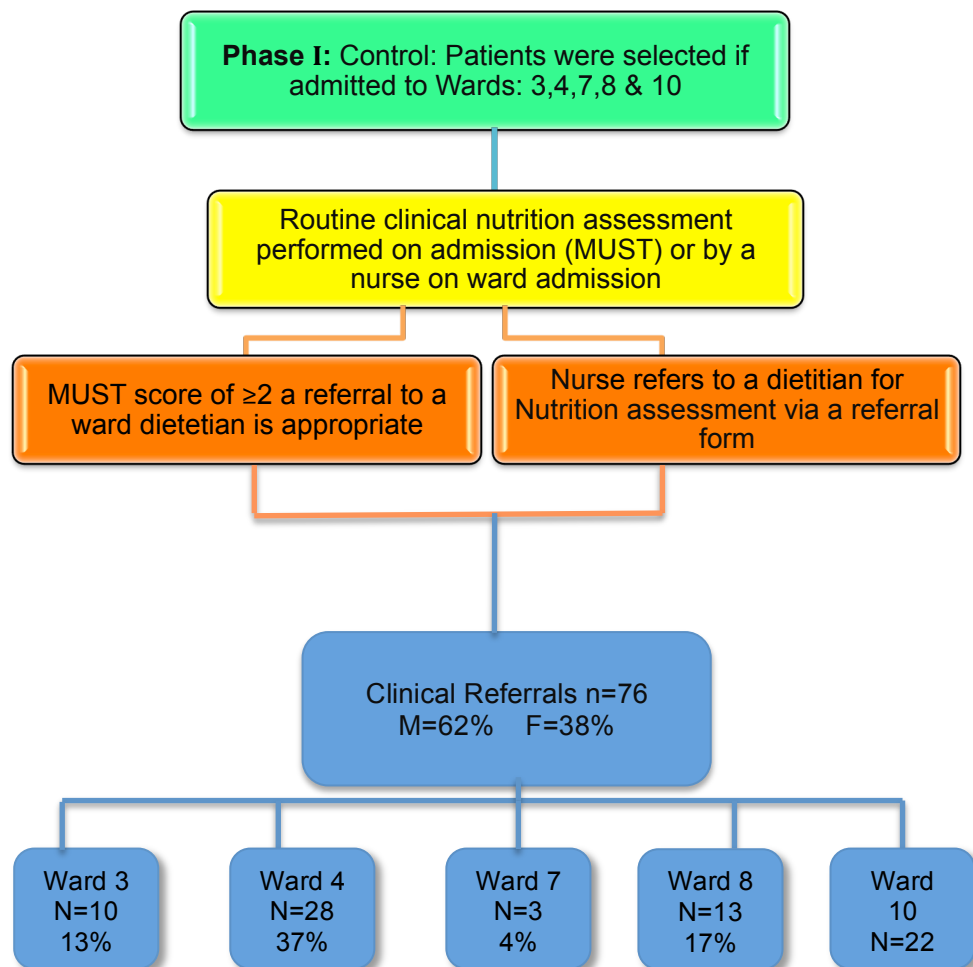 Phase I: Control: Patients were selected if
admitted to Wards: 3,4,7,8 & 10
Routine clinical nutrition assessment
performed on admission (MUST) or by a
nurse on ward admission
MUST score of ≥2 a referral to a
ward dietetian is appropriate
Nurse refers to a dietitian for
Nutrition assessment via a referral
form
Clinical Referrals n=76
M=62% F=38%
Ward 3
N=10
13%
Ward 4
N=28
37%
Ward 7
N=3
4%
Ward 8
N=13
17%
Ward
10
N=22